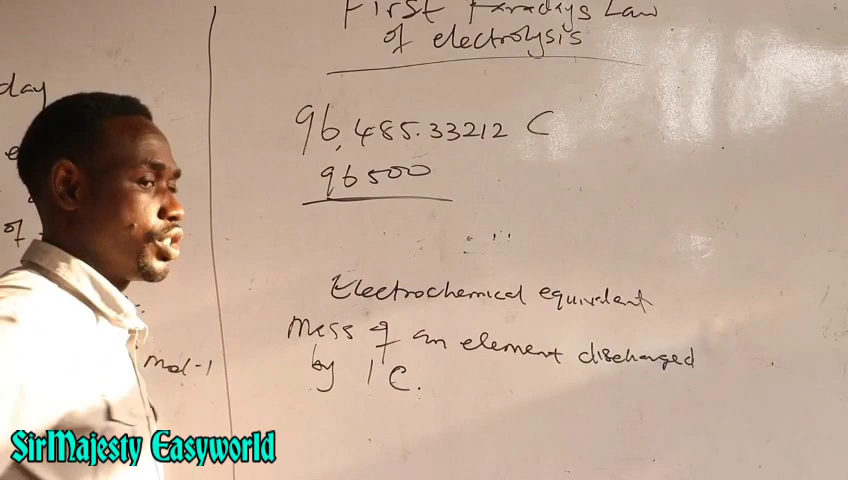 First Faradays Law
of electrolysis
day
96,485.33212 C
96500
of
Electrochemical equivalent
Mass of an element discharged
by 1 C.
mol-1
SirMajesty Easyworld